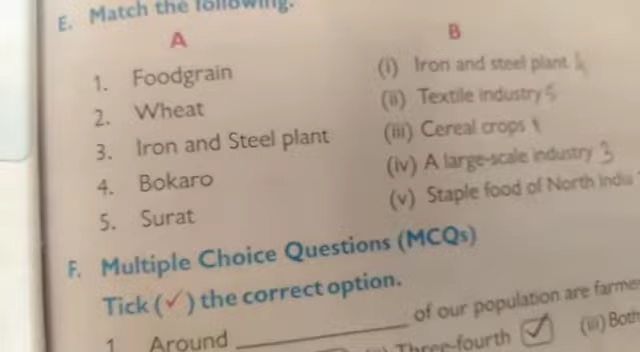 E. Match the following.
A
B
1. Foodgrain
(i) Iron and steel plant 4
2. Wheat
(ii) Textile industry 5
3. Iron and Steel plant
(iii) Cereal crops 1
4. Bokaro
(iv) A large-scale industry 3
5. Surat
(v) Staple food of North India
F. Multiple Choice Questions (MCQs)
Tick (✓) the correct option.
1. Around ____________ of our population are farme
Three-fourth ✓ (iii) Both